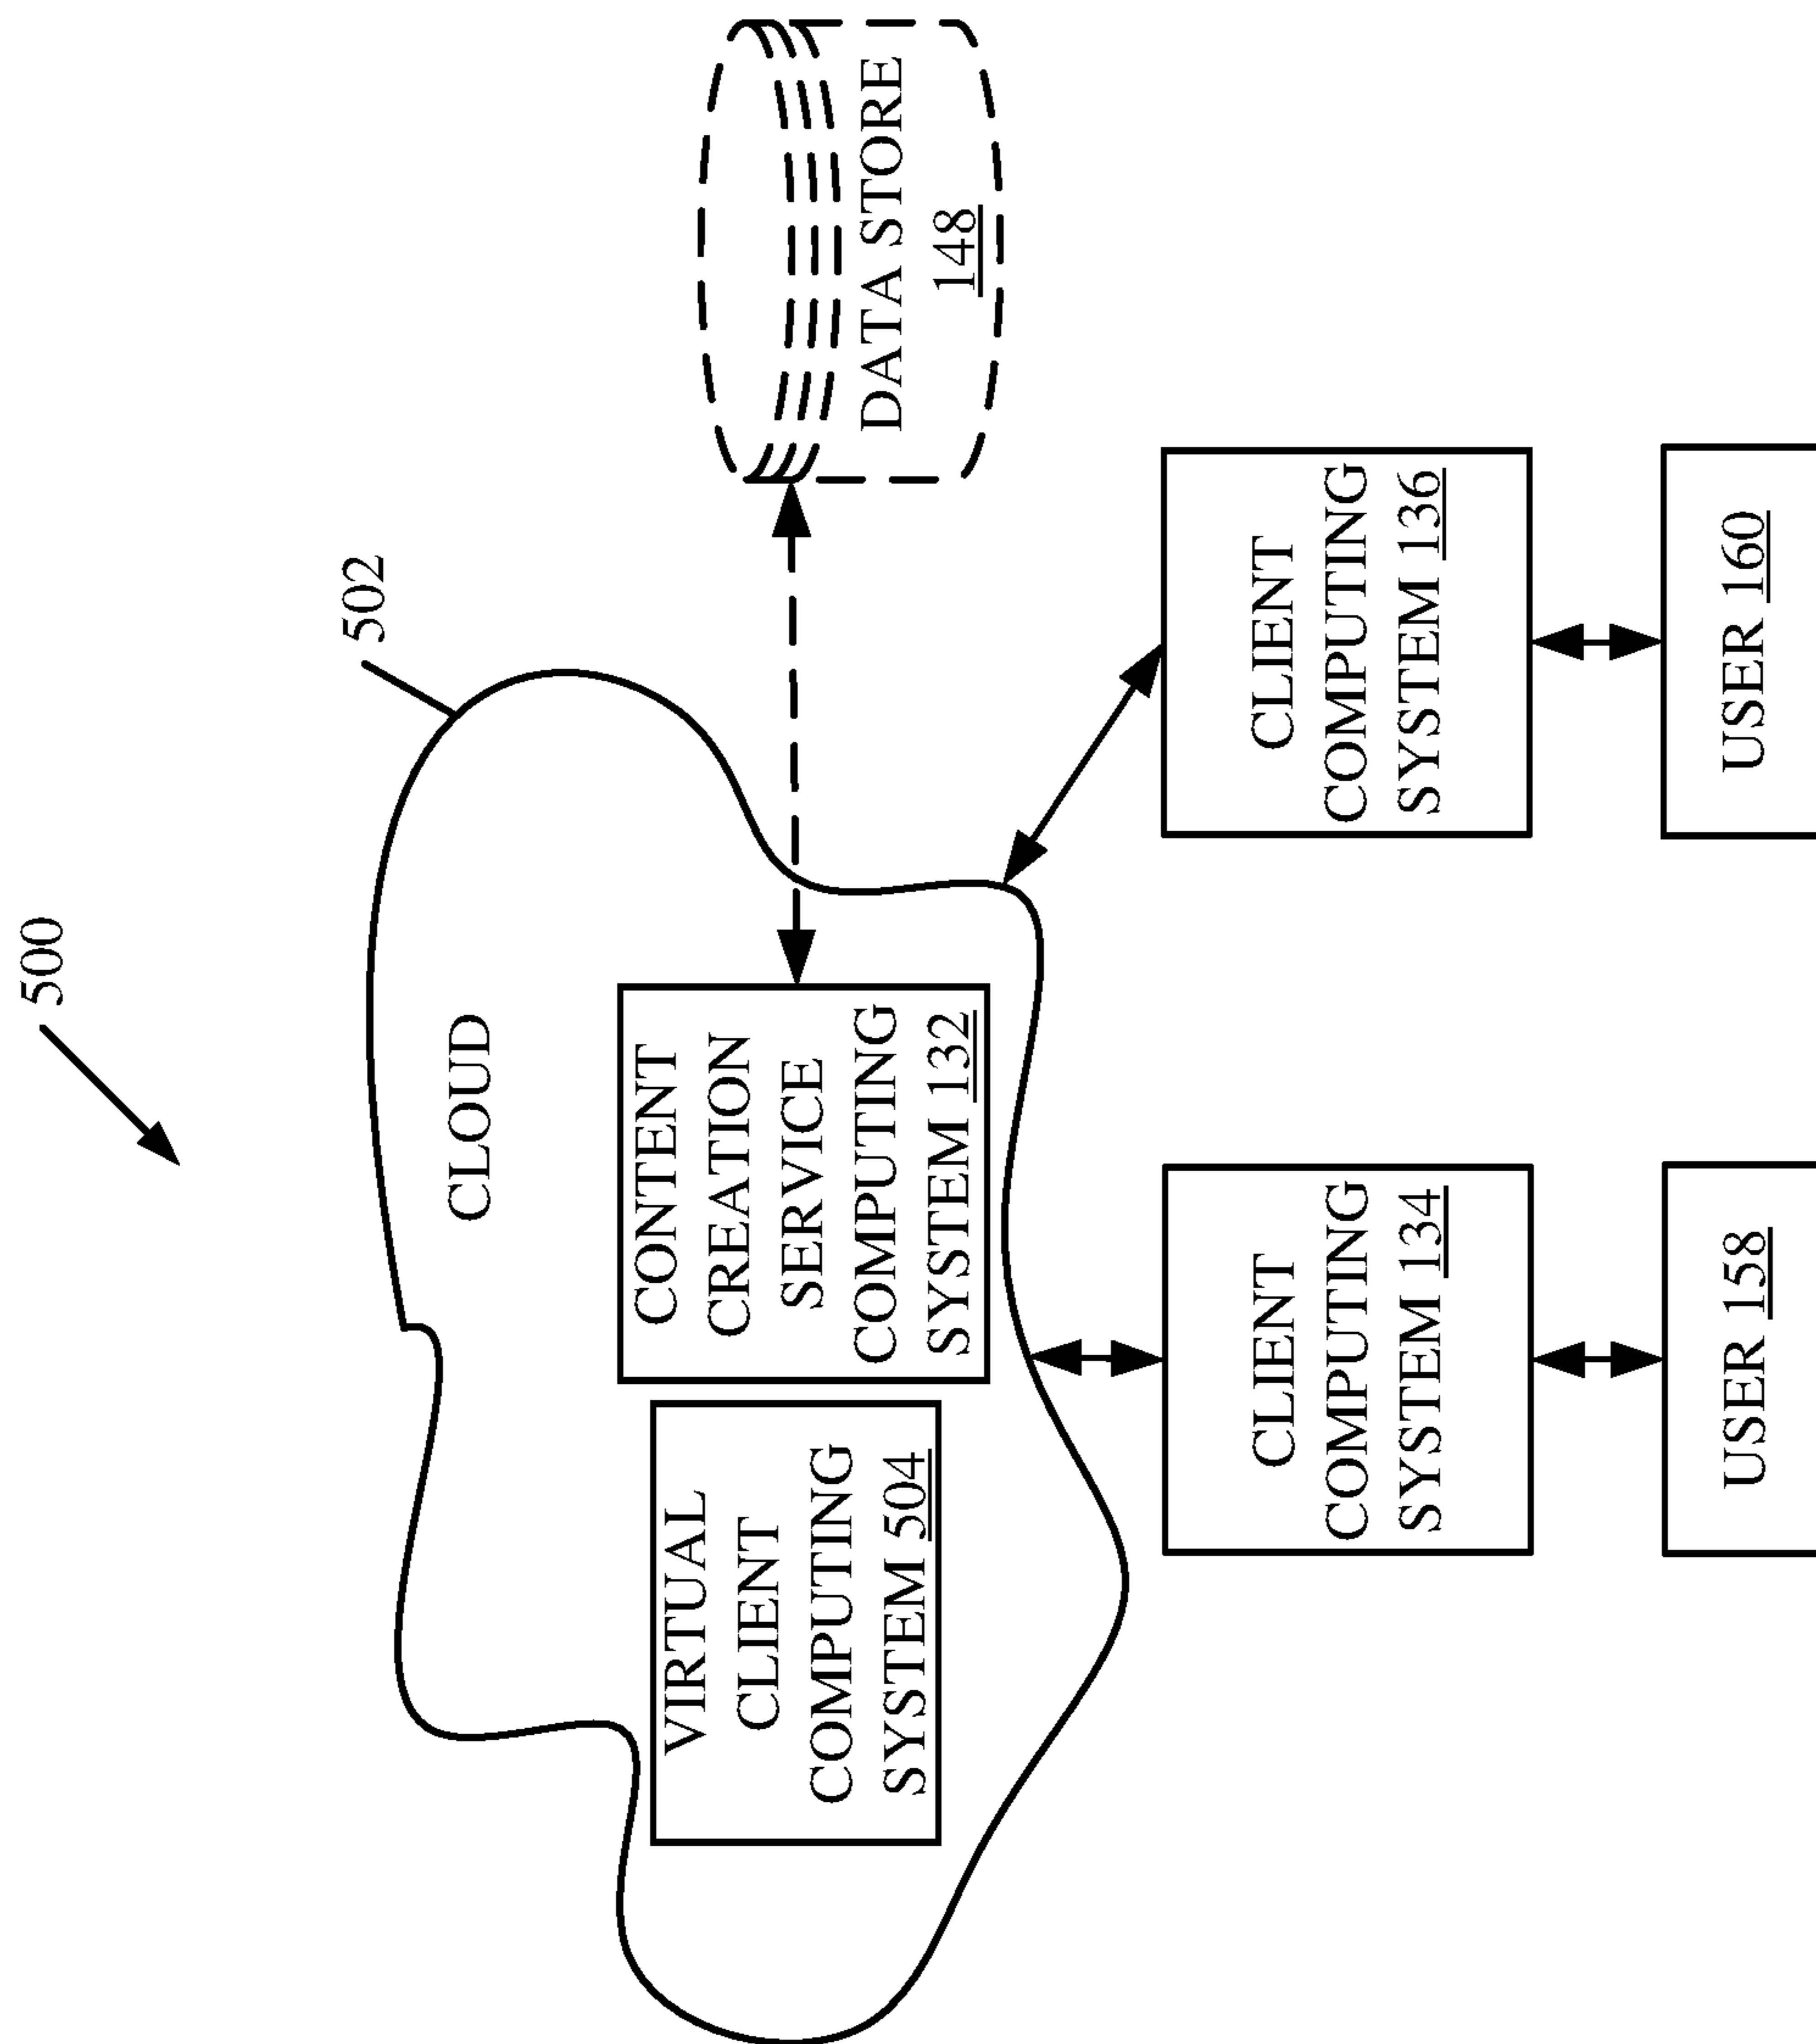 500
502
CLOUD
VIRTUAL
CLIENT
COMPUTING
SYSTEM 504
CONTENT
CREATION
SERVICE
COMPUTING
SYSTEM 132
DATA STORE
148
CLIENT
COMPUTING
SYSTEM 134
CLIENT
COMPUTING
SYSTEM 136
USER 158
USER 160